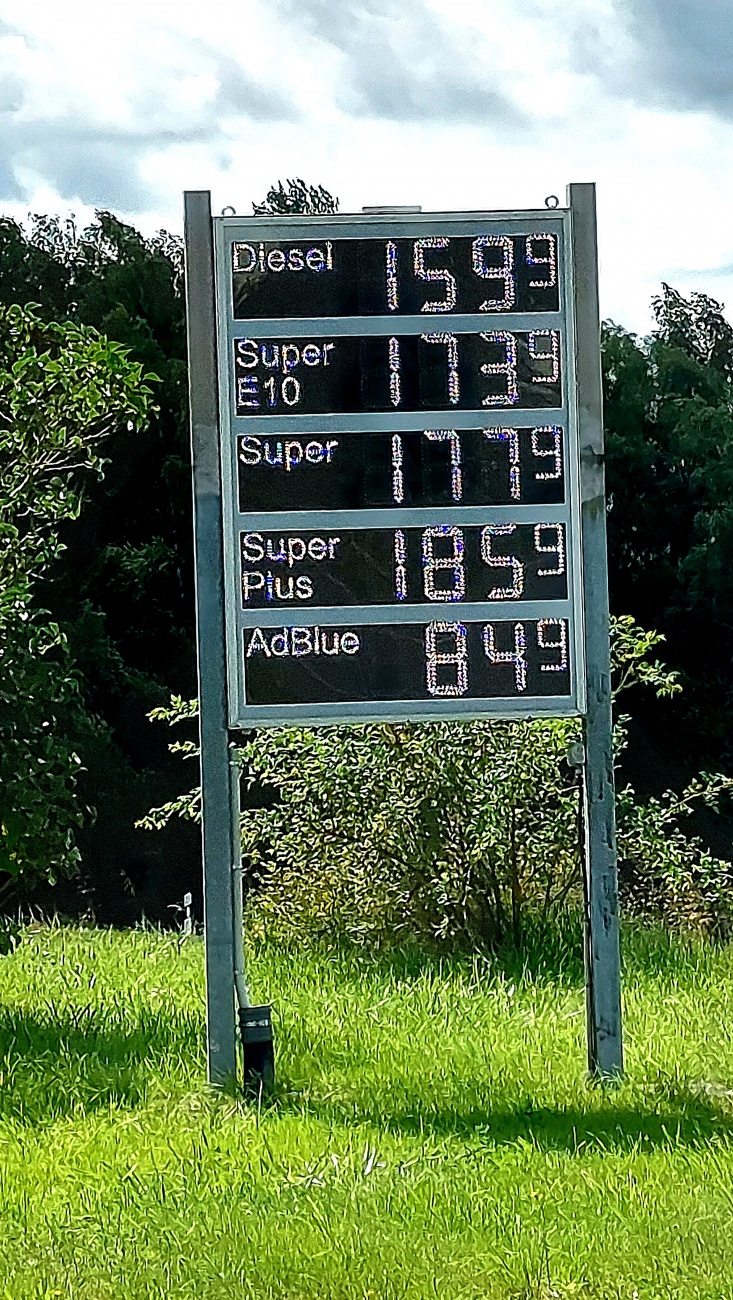 Diesel 159⁹
Super 173⁹
E10
Super 177⁹
Super 185⁹
Plus
AdBlue 84⁹